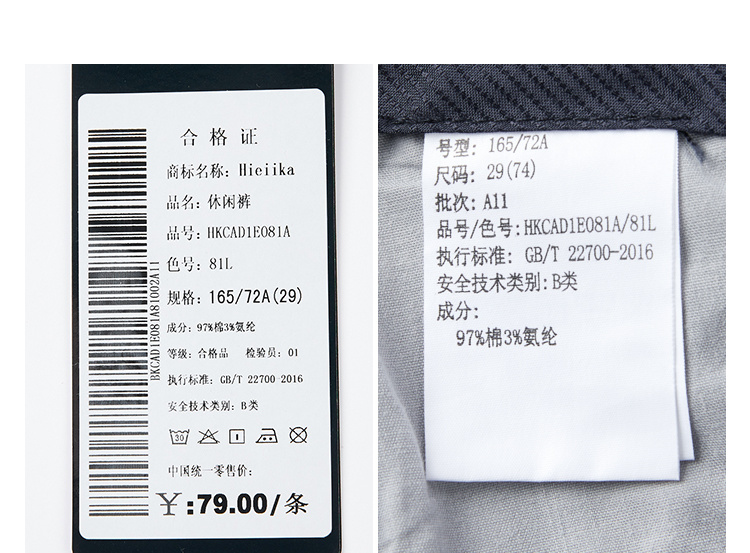 合格证
商标名称: Hieiika
品名: 休闲裤
品号: HKCAD1E081A
色号: 81L
规格: 165/72A(29)
成分: 97%棉3%氨纶
等级: 合格品 检验员: 01
执行标准: GB/T 22700-2016
安全技术类别: B类
30
中国统一零售价:
¥:79.00/条
BKCAD1E081A81002A11
号型: 165/72A
尺码: 29(74)
批次: A11
品号/色号:HKCAD1E081A/81L
执行标准: GB/T 22700-2016
安全技术类别:B类
成分:
97%棉3%氨纶